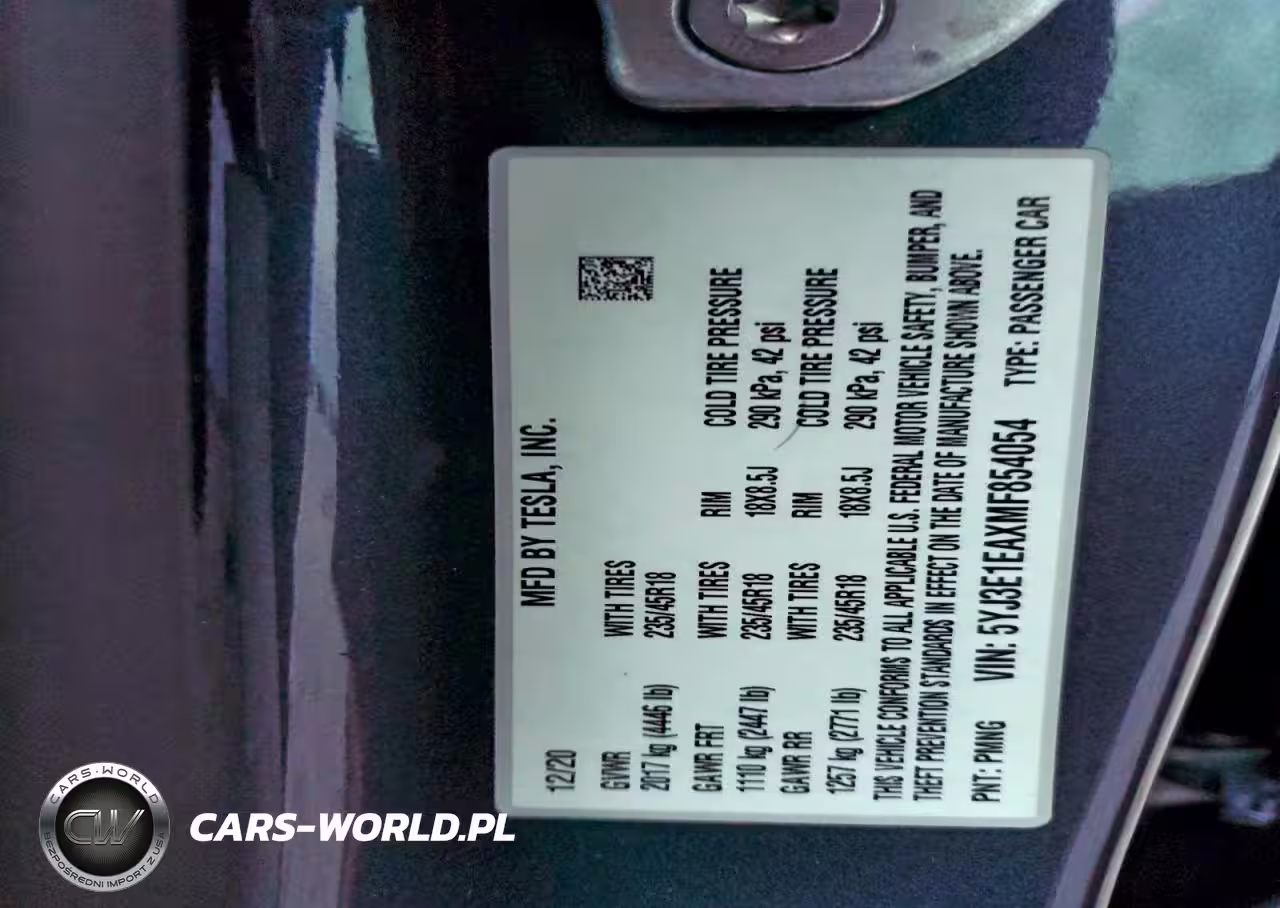 MFD BY TESLA, INC.
12/20
GVWR WITH TIRES
2017 kg (4446 lb) 235/45R18
GAWR FRT WITH TIRES RIM COLD TIRE PRESSURE
1110 kg (2447 lb) 235/45R18 18X8.5J 290 kPa, 42 psi
GAWR RR WITH TIRES RIM COLD TIRE PRESSURE
1257 kg (2771 lb) 235/45R18 18X8.5J 290 kPa, 42 psi
THIS VEHICLE CONFORMS TO ALL APPLICABLE U.S. FEDERAL MOTOR VEHICLE SAFETY, BUMPER, AND
THEFT PREVENTION STANDARDS IN EFFECT ON THE DATE OF MANUFACTURE SHOWN ABOVE.
PNT: PMNG VIN: 5YJ3E1EAXMF854054 TYPE: PASSENGER CAR
CARS-WORLD
CW
BEZPOŚREDNI IMPORT Z USA
CARS-WORLD.PL